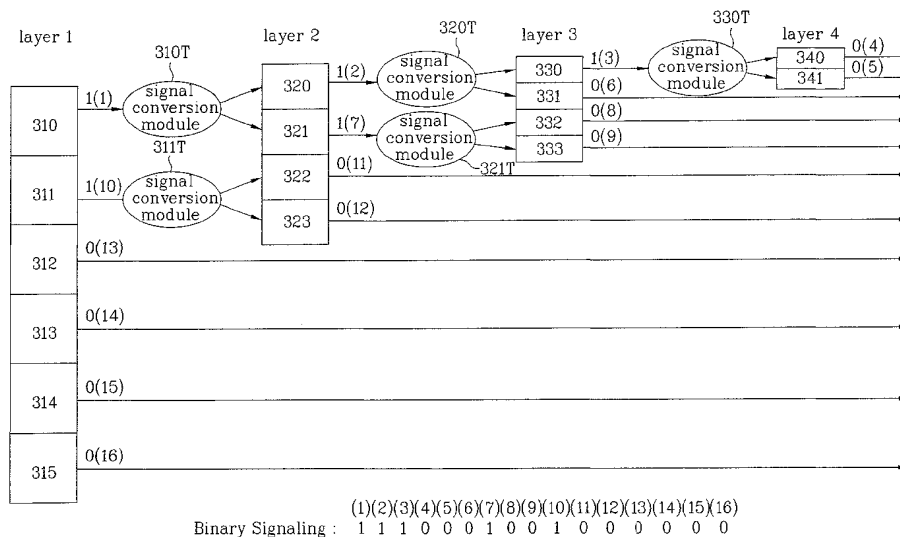 layer 1
310T
layer 2
320T
layer 3
330T
layer 4
signal
conversion
module
signal
conversion
module
signal
conversion
module
311T
signal
conversion
module
signal
conversion
module
321T
310
311
312
313
314
315
320
321
322
323
330
331
332
333
340
341
1(1)
1(10)
0(13)
0(14)
0(15)
0(16)
1(2)
1(7)
0(11)
0(12)
1(3)
0(6)
0(8)
0(9)
0(4)
0(5)
(1)(2)(3)(4)(5)(6)(7)(8)(9)(10)(11)(12)(13)(14)(15)(16)
Binary Signaling : 1 1 1 0 0 0 1 0 0 1 0 0 0 0 0 0